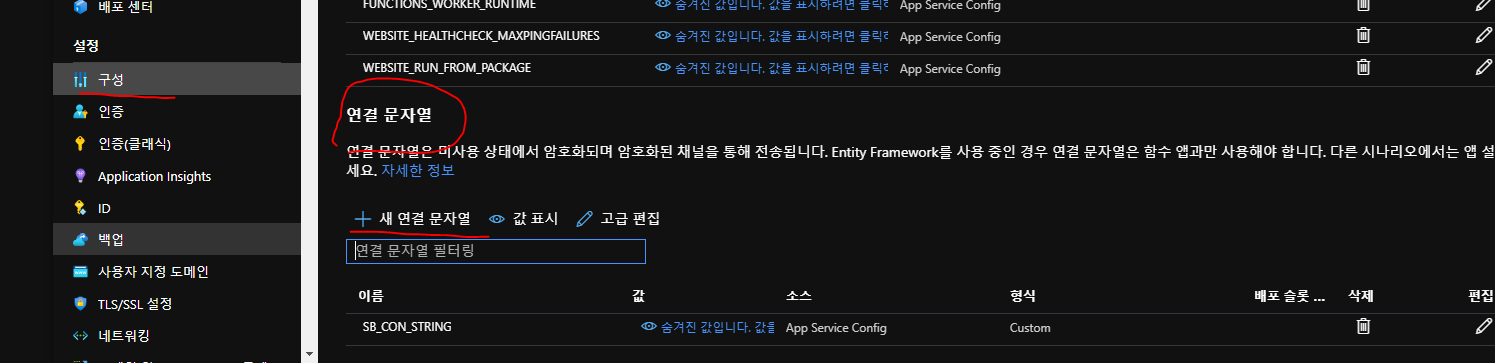 배포 센터
설정
구성
인증
인증(클래식)
Application Insights
ID
백업
사용자 지정 도메인
TLS/SSL 설정
네트워킹
FUNCTIONS_WORKER_RUNTIME 숨겨진 값입니다. 값을 표시하려면 클릭하 App Service Config
WEBSITE_HEALTHCHECK_MAXPINGFAILURES 숨겨진 값입니다. 값을 표시하려면 클릭하 App Service Config
WEBSITE_RUN_FROM_PACKAGE 숨겨진 값입니다. 값을 표시하려면 클릭하 App Service Config
연결 문자열
연결 문자열은 미사용 상태에서 암호화되며 암호화된 채널을 통해 전송됩니다. Entity Framework를 사용 중인 경우 연결 문자열은 함수 앱과만 사용해야 합니다. 다른 시나리오에서는 앱 설
세요. 자세한 정보
새 연결 문자열 값 표시 고급 편집
연결 문자열 필터링
이름 값 소스 형식 배포 슬롯 ... 삭제 편집
SB_CON_STRING 숨겨진 값입니다. 값을 App Service Config Custom